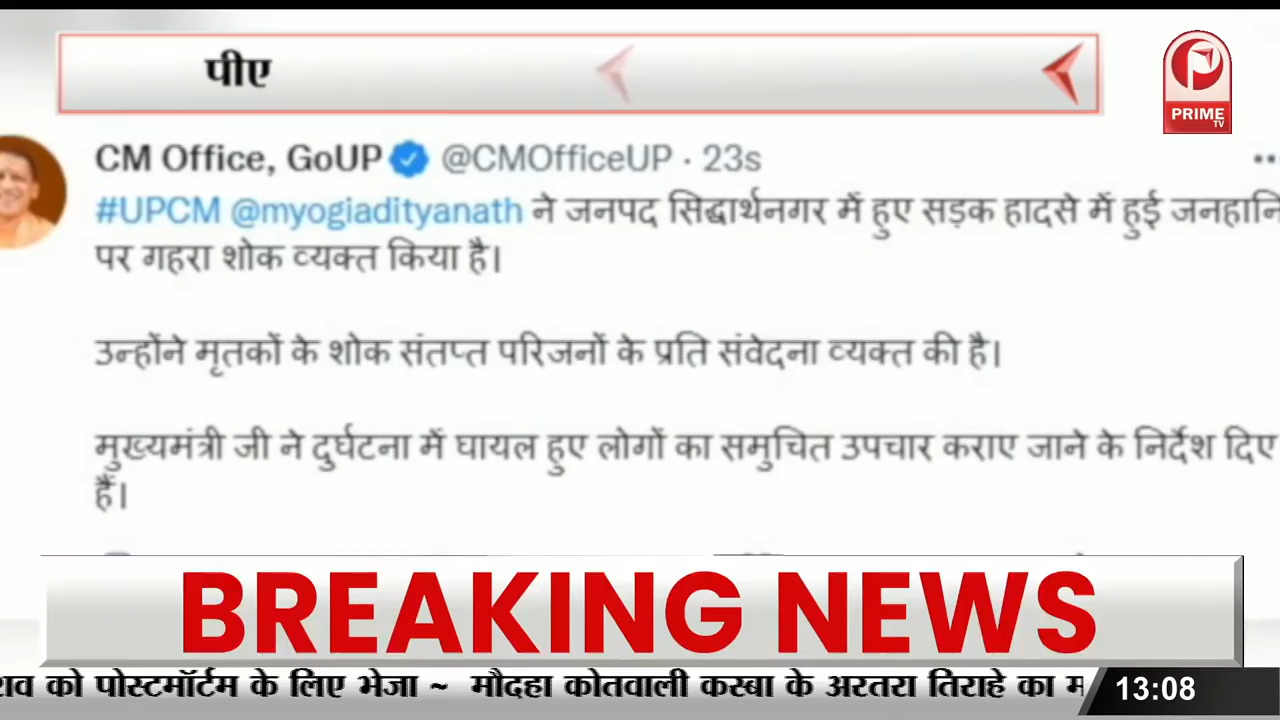 पीए
PRIME
TV
CM Office, GoUP @CMOfficeUP · 23s
#UPCM @myogiadityanath ने जनपद सिद्धार्थनगर में हुए सड़क हादसे में हुई जनहानि
पर गहरा शोक व्यक्त किया है।
उन्होंने मृतकों के शोक संतप्त परिजनों के प्रति संवेदना व्यक्त की है।
मुख्यमंत्री जी ने दुर्घटना में घायल हुए लोगों का समुचित उपचार कराए जाने के निर्देश दिए
हैं।
BREAKING NEWS
शव को पोस्टमॉर्टम के लिए भेजा ~ मौदहा कोतवाली कस्बा के अरतरा तिराहे का
13:08